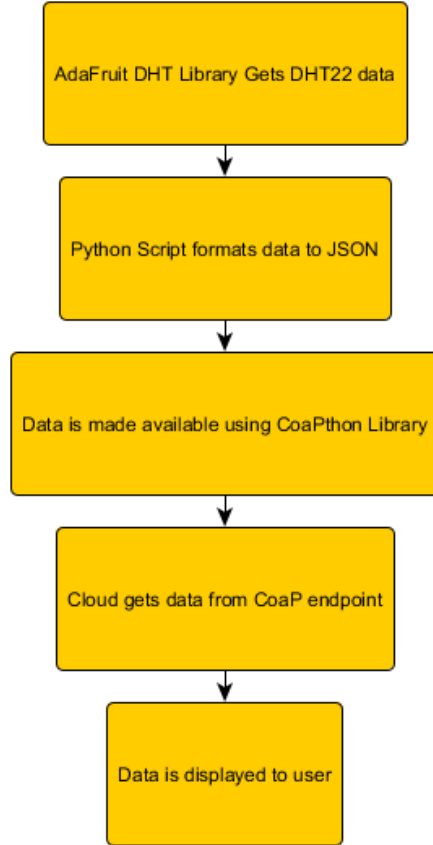 AdaFruit DHT Library Gets DHT22 data
Python Script formats data to JSON
Data is made available using CoaPthon Library
Cloud gets data from CoaP endpoint
Data is displayed to user